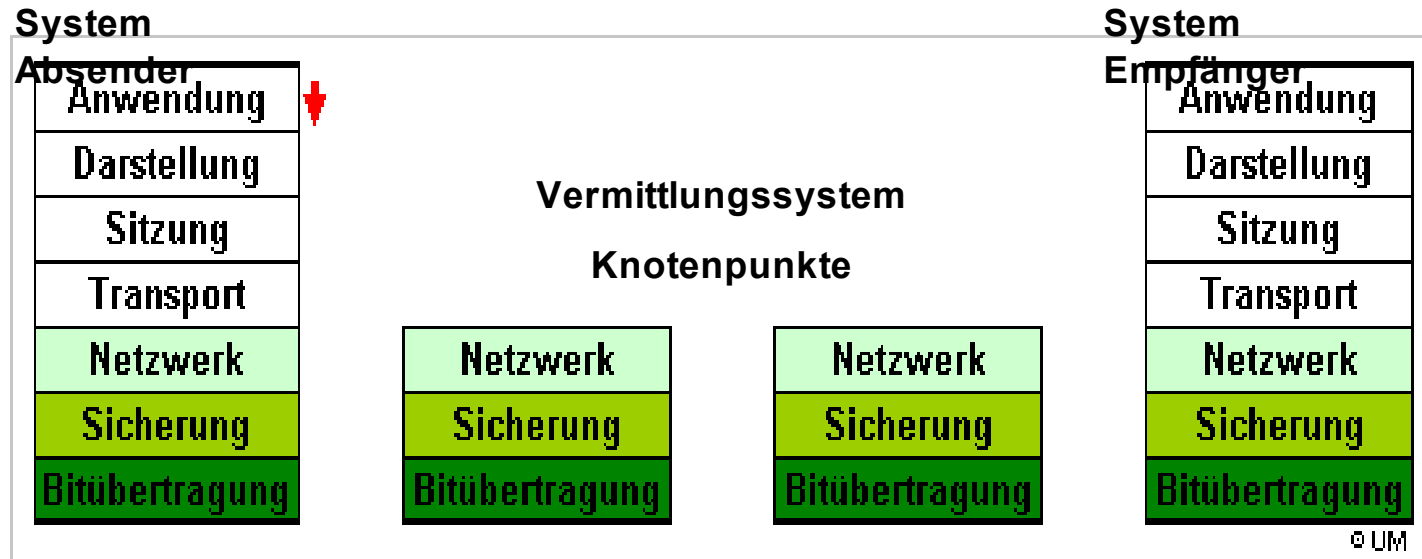 System
Absender
System
Empfänger
Anwendung
Darstellung
Sitzung
Transport
Netzwerk
Sicherung
Bitübertragung
Vermittlungssystem
Knotenpunkte
Netzwerk
Sicherung
Bitübertragung
Netzwerk
Sicherung
Bitübertragung
Anwendung
Darstellung
Sitzung
Transport
Netzwerk
Sicherung
Bitübertragung
© UM